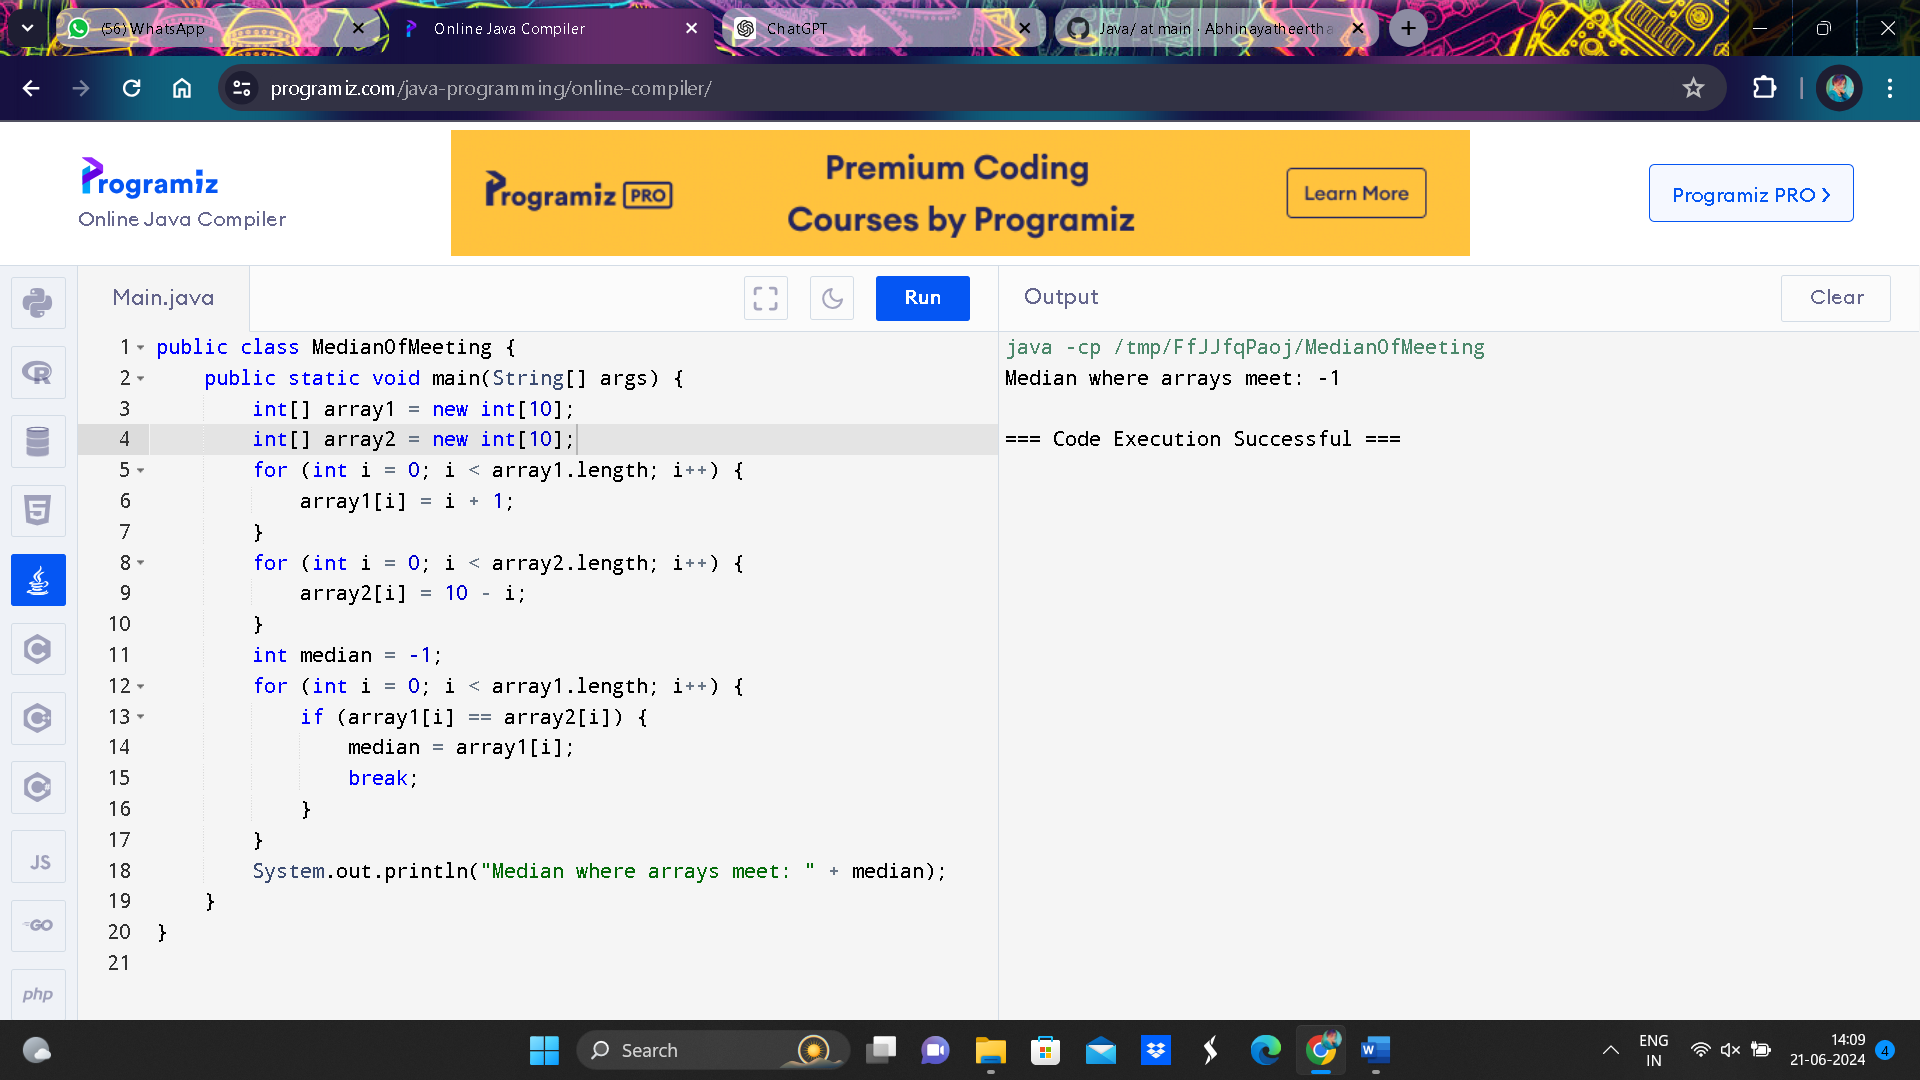 (56) WhatsApp
Online Java Compiler
ChatGPT
Java/ at main · Abhinayatheertha
programiz.com/java-programming/online-compiler/
Programiz
Online Java Compiler
Programiz PRO
Premium Coding
Courses by Programiz
Learn More
Programiz PRO >
Main.java
Run
Output
Clear
1 public class MedianOfMeeting {
2 public static void main(String[] args) {
3 int[] array1 = new int[10];
4 int[] array2 = new int[10];
5 for (int i = 0; i < array1.length; i++) {
6 array1[i] = i + 1;
7 }
8 for (int i = 0; i < array2.length; i++) {
9 array2[i] = 10 - i;
10 }
11 int median = -1;
12 for (int i = 0; i < array1.length; i++) {
13 if (array1[i] == array2[i]) {
14 median = array1[i];
15 break;
16 }
17 }
18 System.out.println("Median where arrays meet: " + median);
19 }
20 }
21
java -cp /tmp/FfJJfqPaoj/MedianOfMeeting
Median where arrays meet: -1
=== Code Execution Successful ===
R
5
C
C++
C#
JS
GO
php
Search
W
ENG
IN
14:09
21-06-2024
4